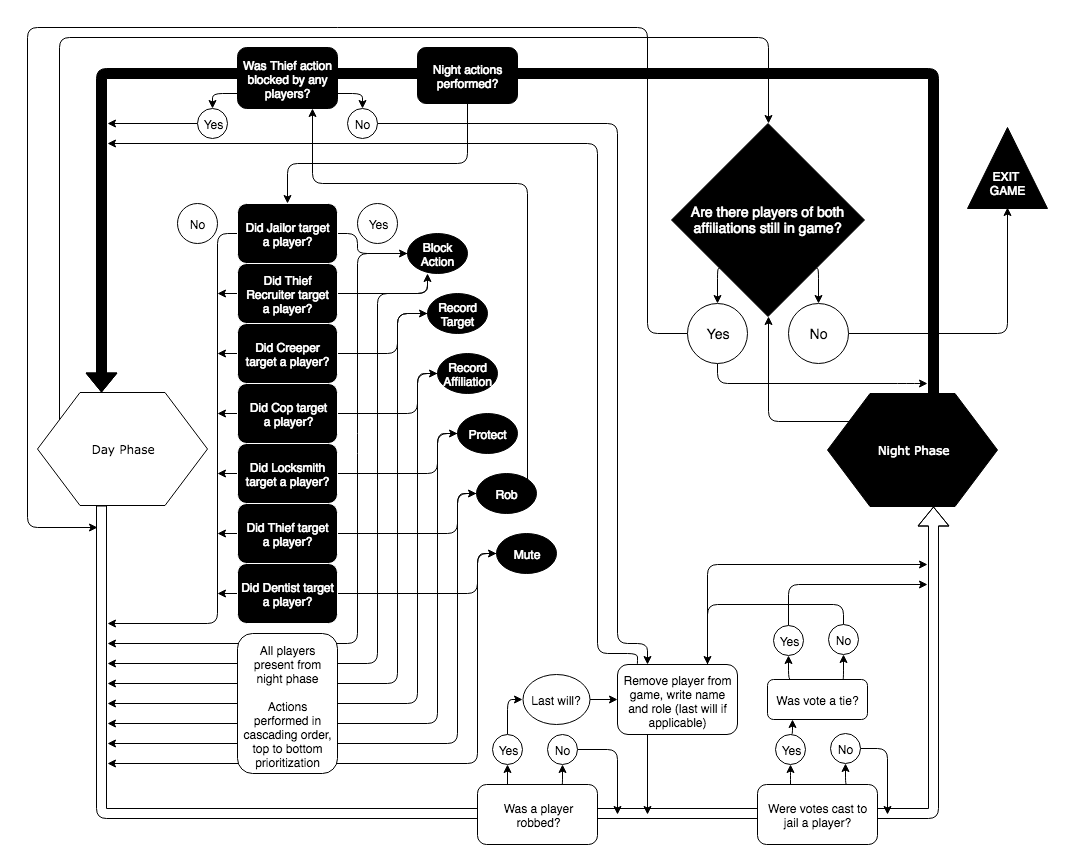 Was Thief action
blocked by any
players?
Night actions
performed?
Yes
No
EXIT
GAME
Are there players of both
affiliations still in game?
No
Did Jailor target
a player?
Yes
Block
Action
Did Thief
Recruiter target
a player?
Record
Target
Yes
No
Did Creeper
target a player?
Record
Affiliation
Did Cop target
a player?
Day Phase
Protect
Night Phase
Did Locksmith
target a player?
Rob
Did Thief target
a player?
Mute
Did Dentist target
a player?
All players
present from
night phase
Actions
performed in
cascading order,
top to bottom
prioritization
Yes
No
Last will?
Remove player from
game, write name
and role (last will if
applicable)
Was vote a tie?
Yes
No
Yes
No
Was a player
robbed?
Were votes cast to
jail a player?